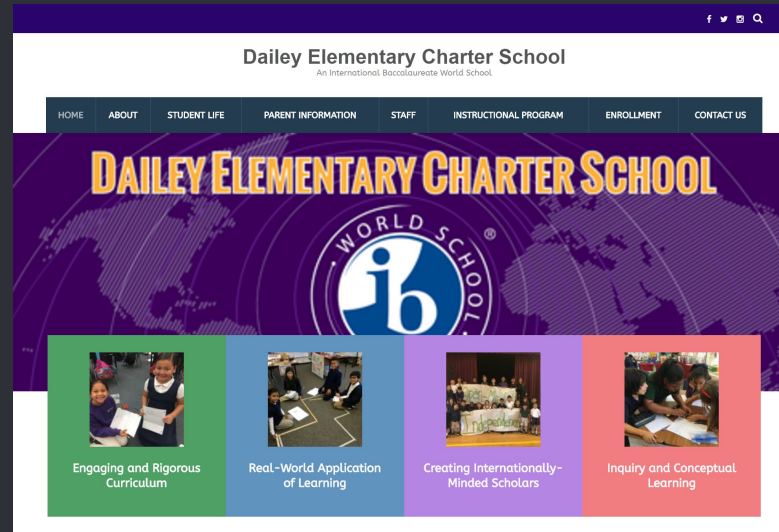 Dailey Elementary Charter School
An International Baccalaureate World School
HOME ABOUT STUDENT LIFE PARENT INFORMATION STAFF INSTRUCTIONAL PROGRAM ENROLLMENT CONTACT US
DAILEY ELEMENTARY CHARTER SCHOOL
WORLD SCHOOL ®
ib
Engaging and Rigorous
Curriculum
Real-World Application
of Learning
Creating Internationally-
Minded Scholars
Inquiry and Conceptual
Learning